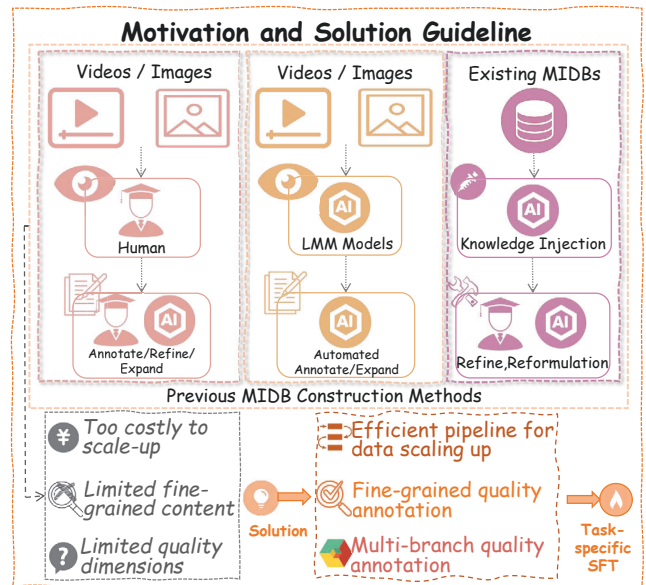 Motivation and Solution Guideline
Videos / Images
Human
AI
Annotate/Refine/
Expand
Videos / Images
AI
LMM Models
AI
Automated
Annotate/Expand
Existing MIDBs
AI
Knowledge Injection
AI
Refine,Reformulation
Previous MIDB Construction Methods
¥
Too costly to
scale-up
Limited fine-
grained content
?
Limited quality
dimensions
Solution
Efficient pipeline for
data scaling up
Fine-grained quality
annotation
Multi-branch quality
annotation
Task-
specific
SFT